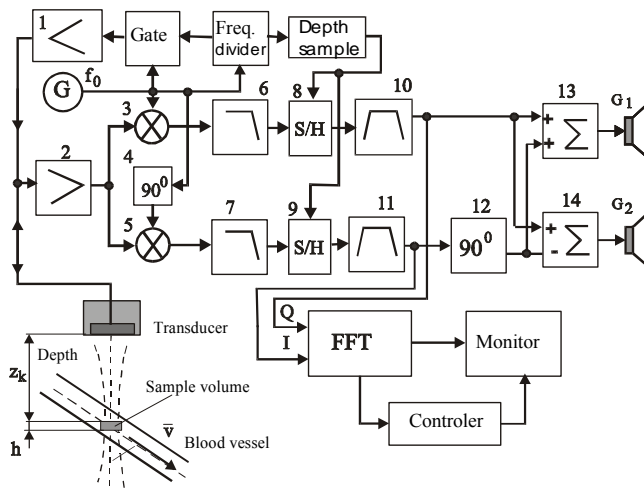 1
Gate
Freq.
divider
Depth
sample
G
f0
3
6
8
10
13
G1
S/H
+
+
Σ
2
4
90⁰
5
7
9
11
12
14
G2
S/H
90⁰
+
-
Σ
Q
I
FFT
Monitor
Controler
Transducer
Depth
zk
Sample volume
h
v̄
Blood vessel